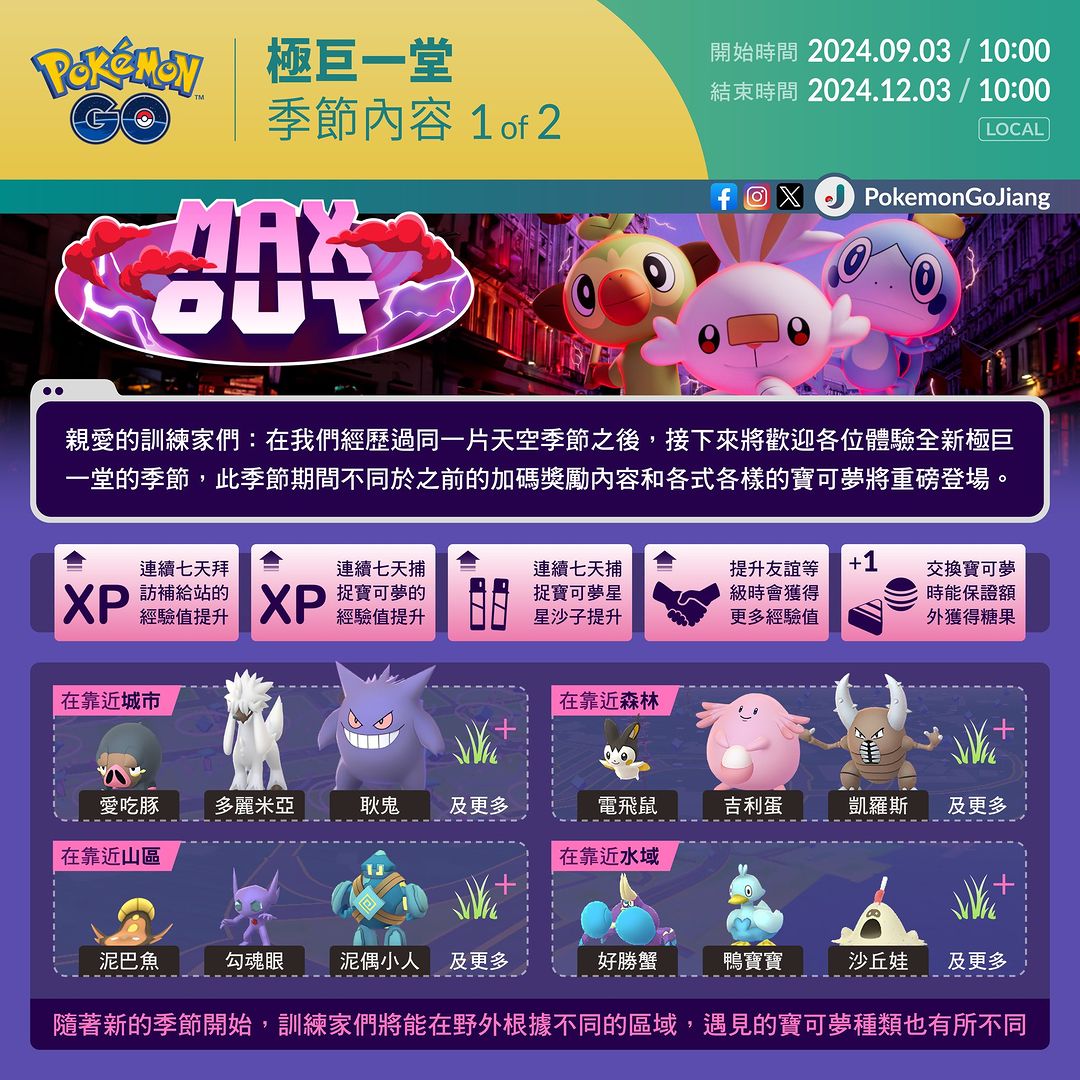 POKÉMON
GO
TM
極巨一堂
季節內容 1 of 2
開始時間 2024.09.03 / 10:00
結束時間 2024.12.03 / 10:00
LOCAL
PokemonGoJiang
MAX
OUT
親愛的訓練家們：在我們經歷過同一片天空季節之後，接下來將歡迎各位體驗全新極巨
一堂的季節，此季節期間不同於之前的加碼獎勵內容和各式各樣的寶可夢將重磅登場。
XP
連續七天拜
訪補給站的
經驗值提升
XP
連續七天捕
捉寶可夢的
經驗值提升
連續七天捕
捉寶可夢星
星沙子提升
提升友誼等
級時會獲得
更多經驗值
+1
交換寶可夢
時能保證額
外獲得糖果
在靠近城市
愛吃豚
多麗米亞
耿鬼
及更多
在靠近森林
電飛鼠
吉利蛋
凱羅斯
及更多
在靠近山區
泥巴魚
勾魂眼
泥偶小人
及更多
在靠近水域
好勝蟹
鴨寶寶
沙丘娃
及更多
隨著新的季節開始，訓練家們將能在野外根據不同的區域，遇見的寶可夢種類也有所不同